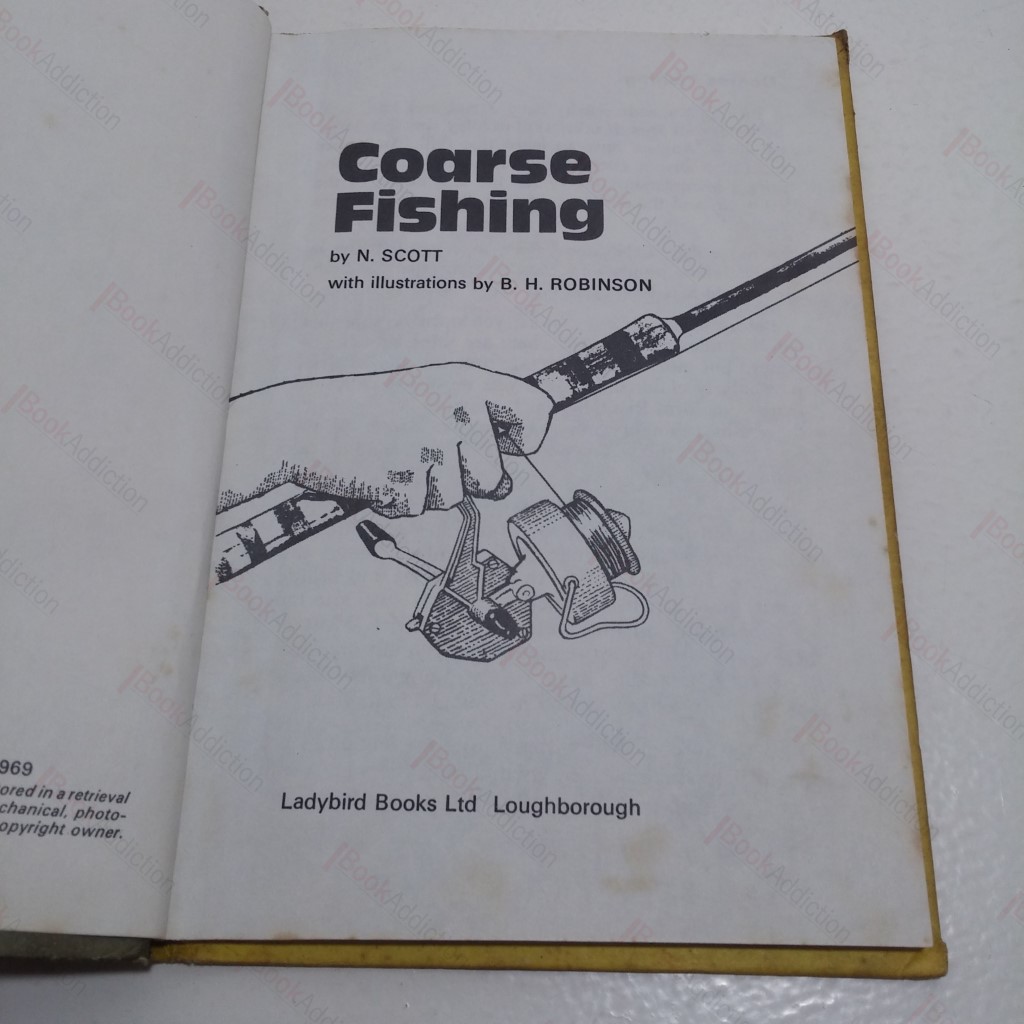 Coarse
Fishing
by N. SCOTT
with illustrations by B. H. ROBINSON
Ladybird Books Ltd Loughborough
969
ored in a retrieval
chanical, photo-
opyright owner.
BookAddiction